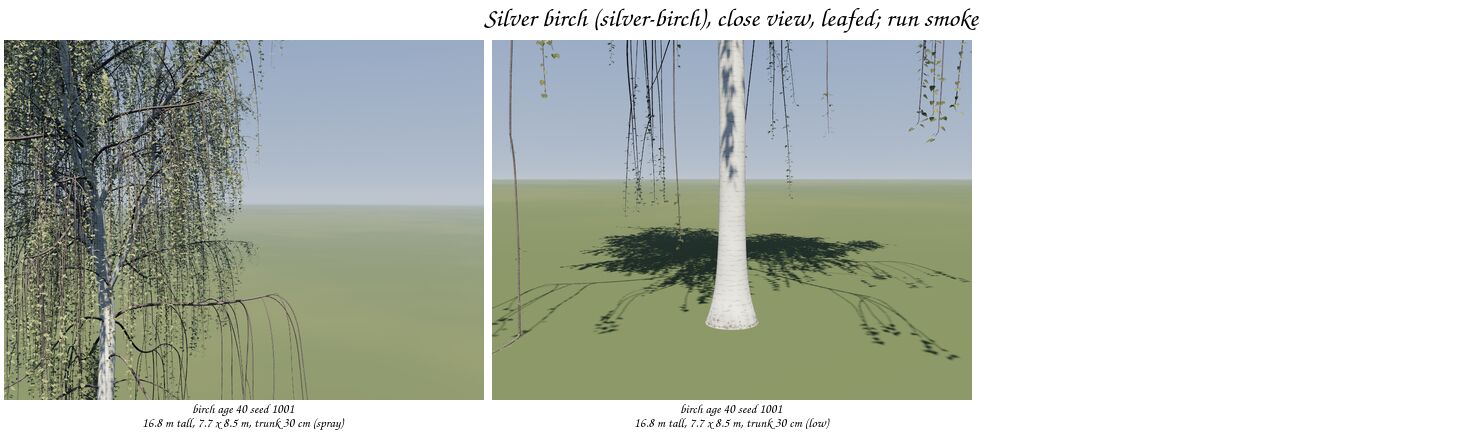 Silver birch (silver-birch), close view, leafed; run smoke
birch age 40 seed 1001
16.8 m tall, 7.7 x 8.5 m, trunk 30 cm (spray)
birch age 40 seed 1001
16.8 m tall, 7.7 x 8.5 m, trunk 30 cm (low)